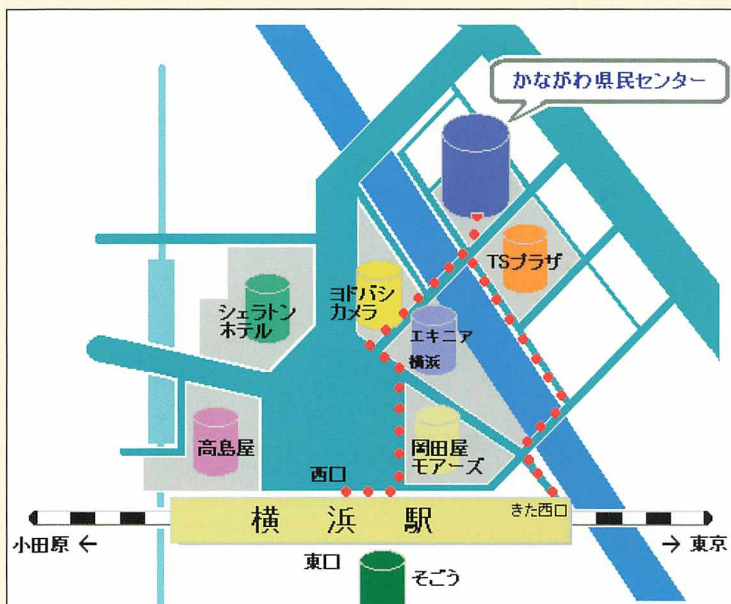 かながわ県民センター
TSプラザ
ヨドバシ
カメラ
シェラトン
ホテル
エキニア
横浜
高島屋
岡田屋
モアーズ
西口
横浜駅
きた西口
小田原 ←
→ 東京
東口
そごう